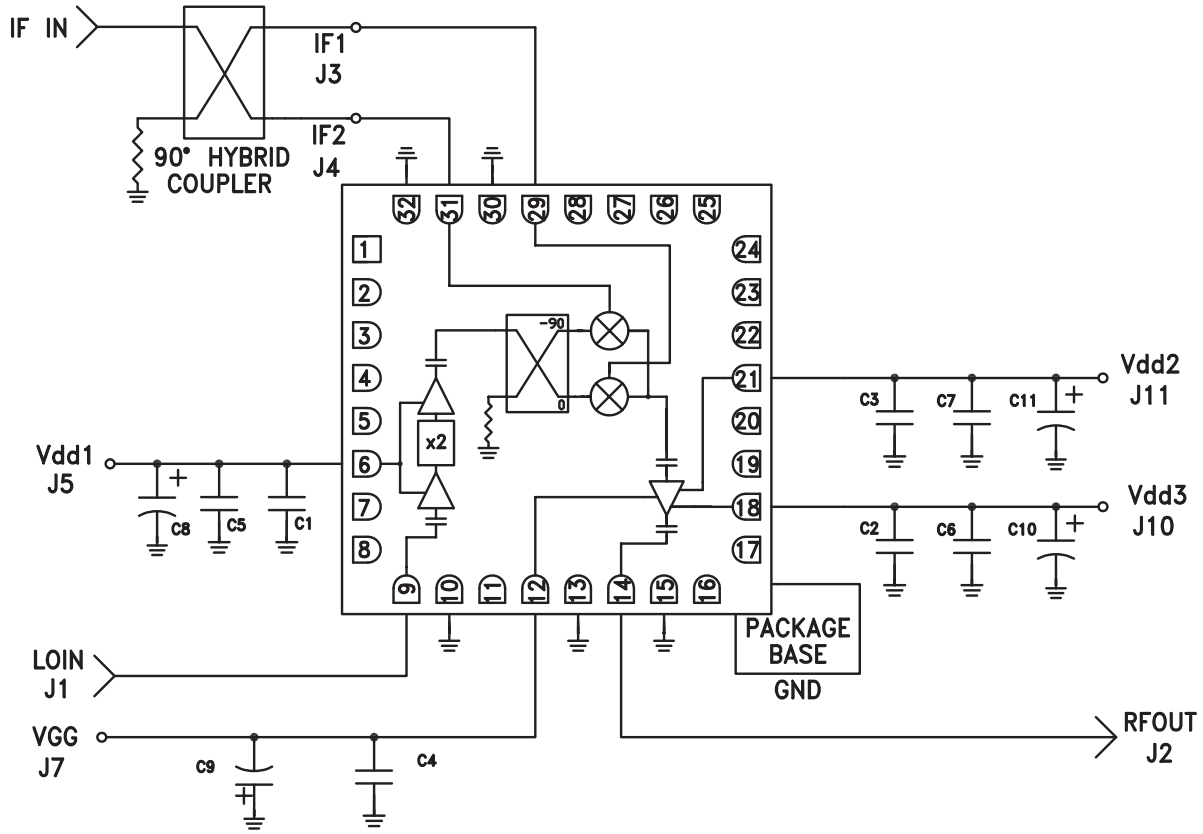 IF IN
IF1
J3
IF2
J4
90° HYBRID
COUPLER
32
31
30
29
28
27
26
25
1
2
3
4
5
6
7
8
24
23
22
21
20
19
18
17
-90
0
x2
9
10
11
12
13
14
15
16
Vdd1
J5
C8
C5
C1
Vdd2
J11
C3
C7
C11
+
Vdd3
J10
C2
C6
C10
+
+
PACKAGE
BASE
GND
LOIN
J1
VGG
J7
C9
+
C4
RFOUT
J2